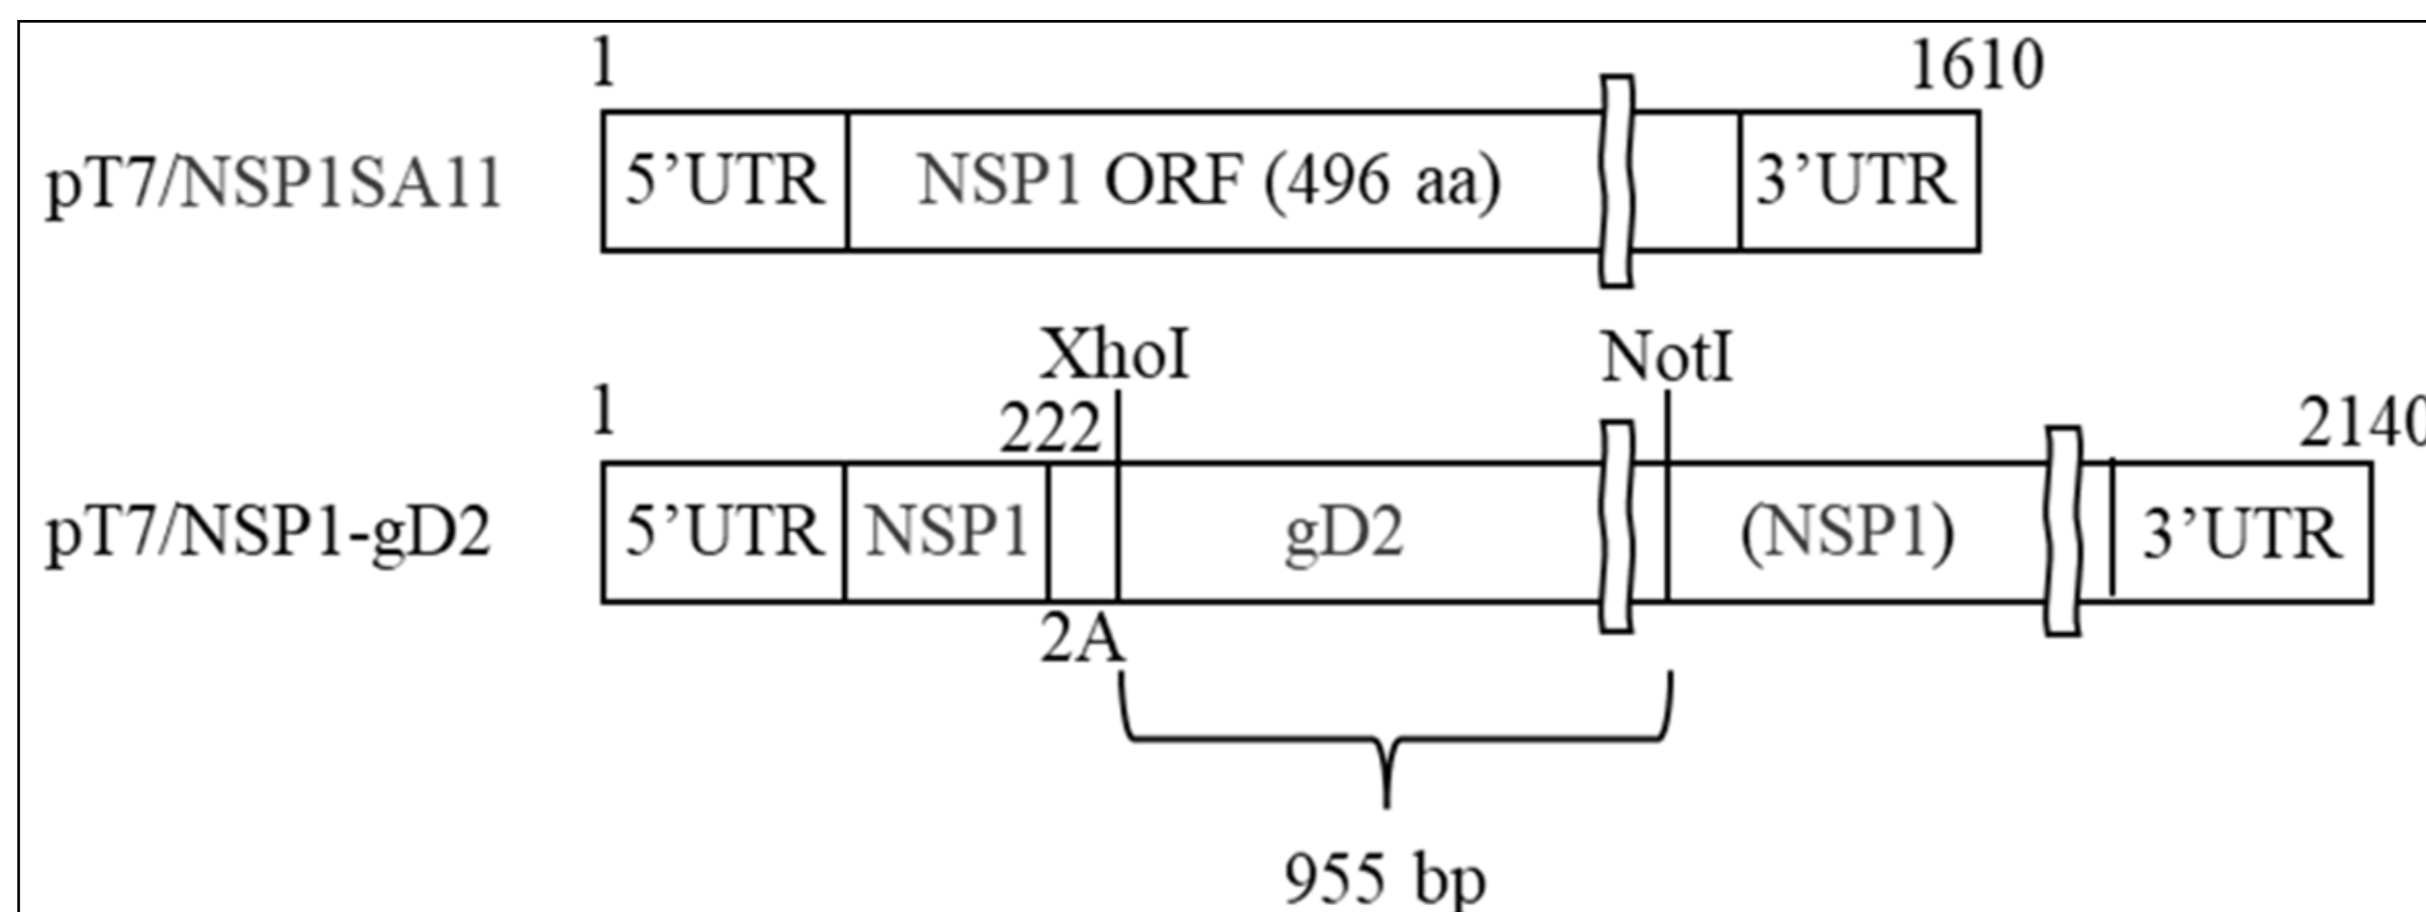 1 1610
pT7/NSP1SA11 5’UTR NSP1 ORF (496 aa) 3’UTR
XhoI NotI
1 222 2140
pT7/NSP1-gD2 5’UTR NSP1 gD2 (NSP1) 3’UTR
2A
955 bp